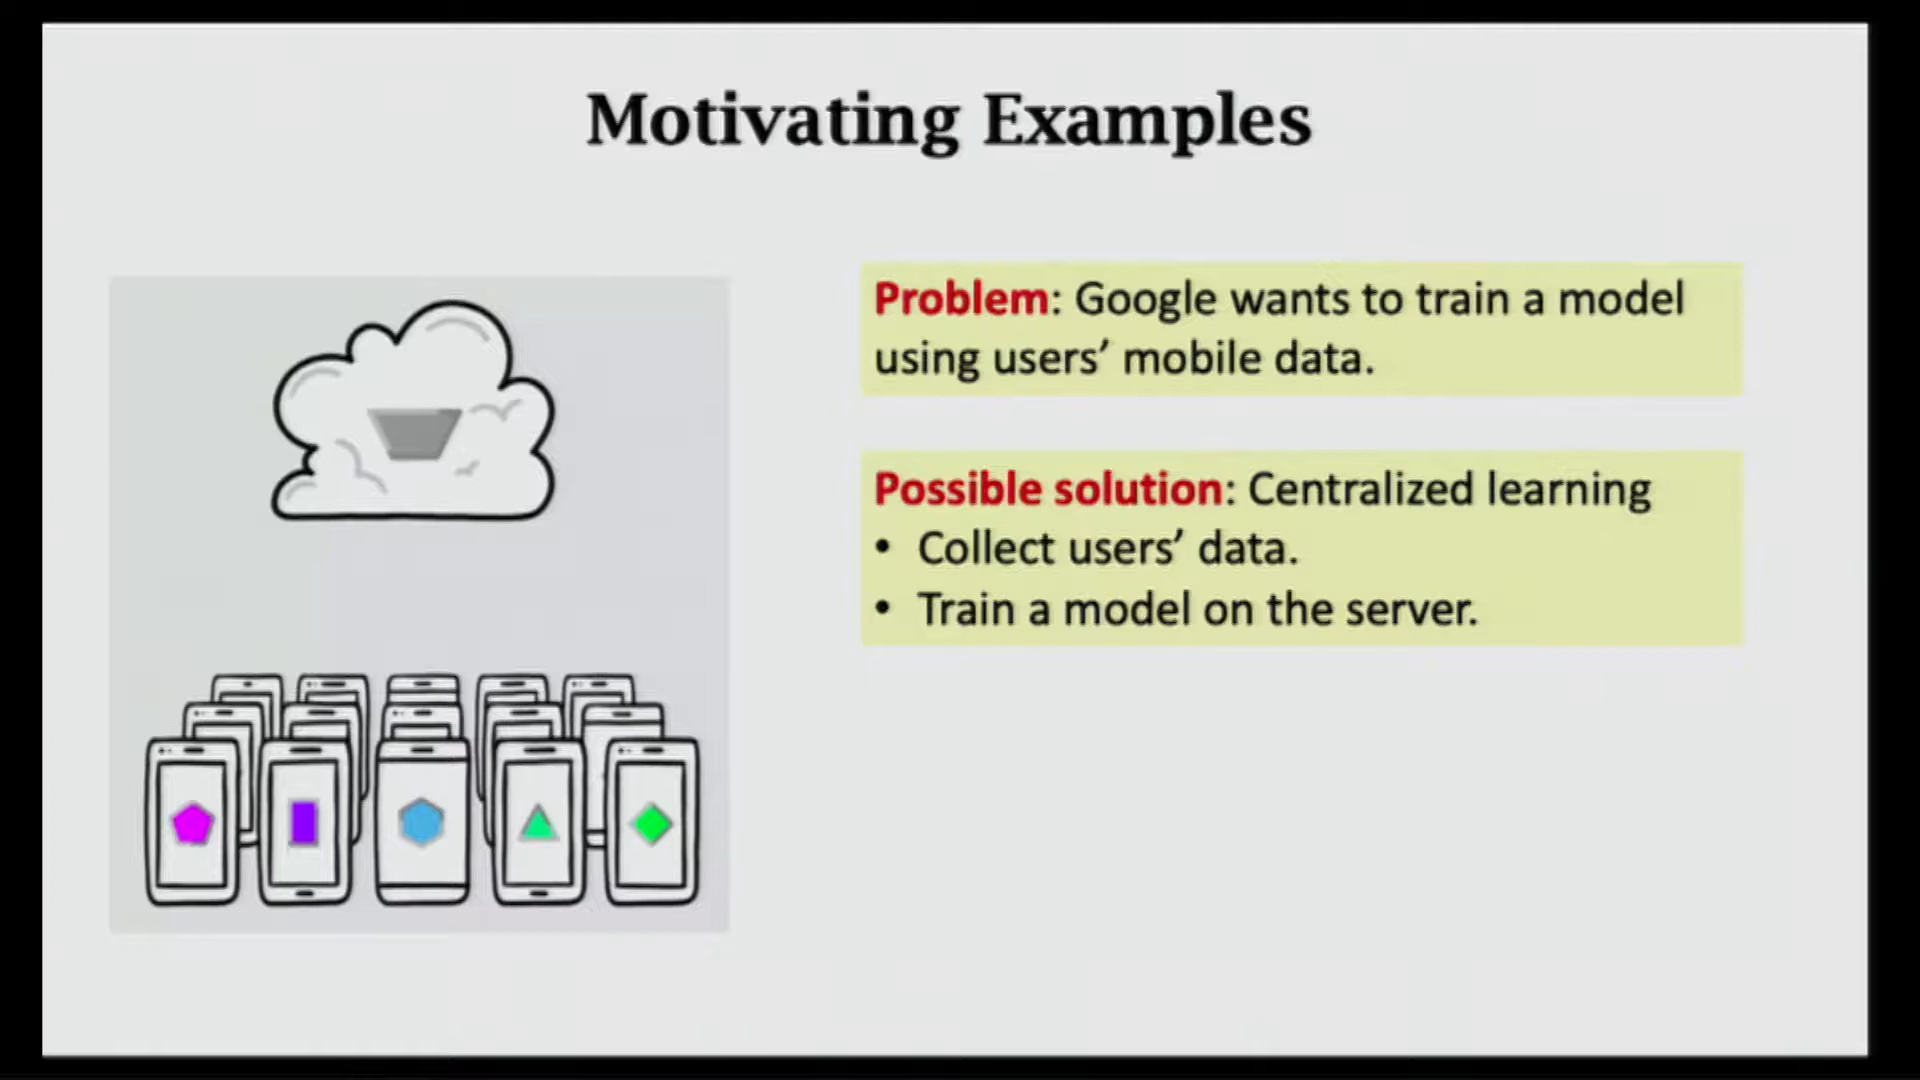 Motivating Examples
Problem: Google wants to train a model
using users’ mobile data.
Possible solution: Centralized learning
• Collect users’ data.
• Train a model on the server.